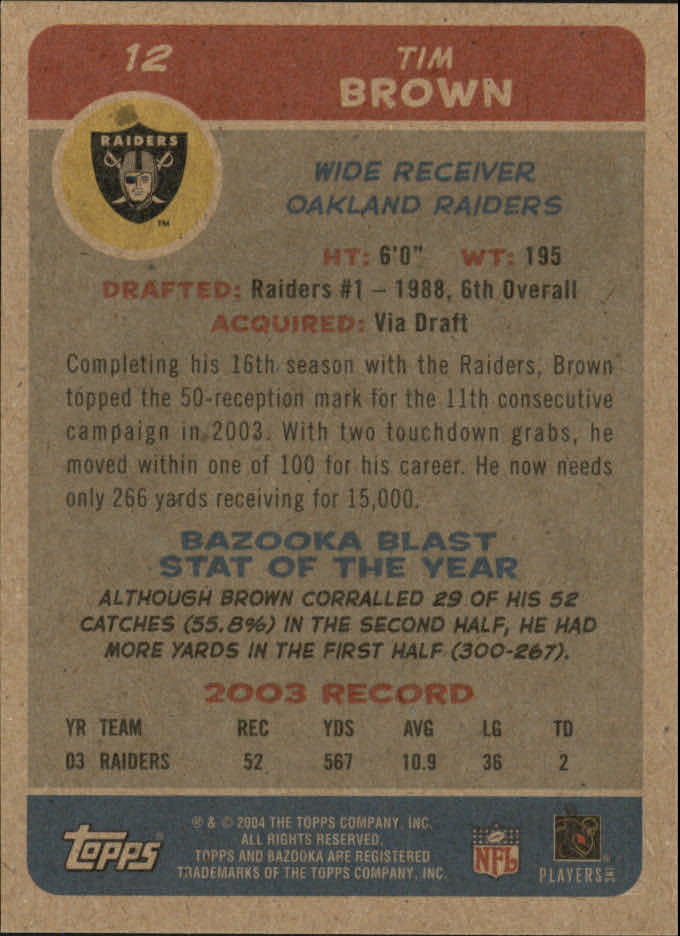 12
TIM
BROWN
RAIDERS
TM
WIDE RECEIVER
OAKLAND RAIDERS
HT: 6'0" WT: 195
DRAFTED: Raiders #1 – 1988, 6th Overall
ACQUIRED: Via Draft
Completing his 16th season with the Raiders, Brown
topped the 50-reception mark for the 11th consecutive
campaign in 2003. With two touchdown grabs, he
moved within one of 100 for his career. He now needs
only 266 yards receiving for 15,000.
BAZOOKA BLAST
STAT OF THE YEAR
ALTHOUGH BROWN CORRALLED 29 OF HIS 52
CATCHES (55.8%) IN THE SECOND HALF, HE HAD
MORE YARDS IN THE FIRST HALF (300-267).
2003 RECORD
YR TEAM REC YDS AVG LG TD
03 RAIDERS 52 567 10.9 36 2
® & © 2004 THE TOPPS COMPANY, INC.
ALL RIGHTS RESERVED.
TOPPS AND BAZOOKA ARE REGISTERED
TRADEMARKS OF THE TOPPS COMPANY, INC.
Topps®
NFL
PLAYERS INC